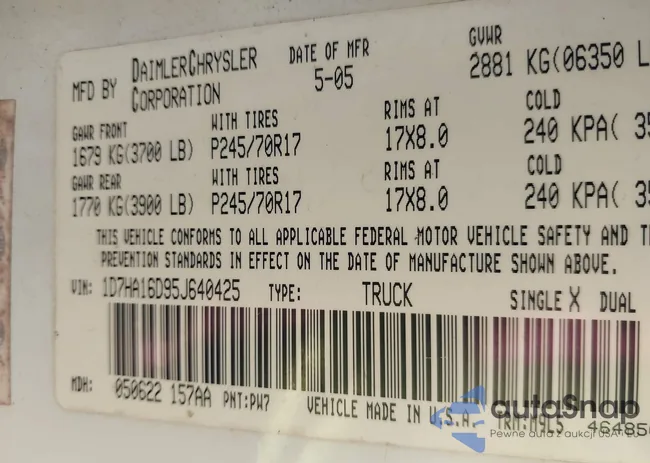 MFD BY DAIMLERCHRYSLER CORPORATION
DATE OF MFR 5-05
GVWR 2881 KG(06350 L
GAWR FRONT WITH TIRES RIMS AT COLD
1679 KG(3700 LB) P245/70R17 17X8.0 240 KPA( 35
GAWR REAR WITH TIRES RIMS AT COLD
1770 KG(3900 LB) P245/70R17 17X8.0 240 KPA( 35
THIS VEHICLE CONFORMS TO ALL APPLICABLE FEDERAL MOTOR VEHICLE SAFETY AND T
PREVENTION STANDARDS IN EFFECT ON THE DATE OF MANUFACTURE SHOWN ABOVE.
VIN: 1D7HA16D95J640425 TYPE: TRUCK SINGLE X DUAL
MDH: 050622 157AA PNT:PW7 VEHICLE MADE IN U.S.A. TRM:M9L5 46485
autoSnap
Pewne auta z aukcji USA